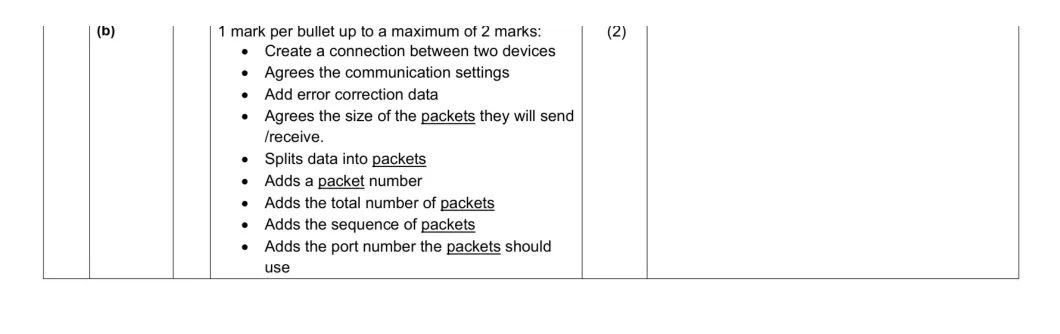 (b) 1 mark per bullet up to a maximum of 2 marks: (2)
• Create a connection between two devices
• Agrees the communication settings
• Add error correction data
• Agrees the size of the packets they will send
/receive.
• Splits data into packets
• Adds a packet number
• Adds the total number of packets
• Adds the sequence of packets
• Adds the port number the packets should
use